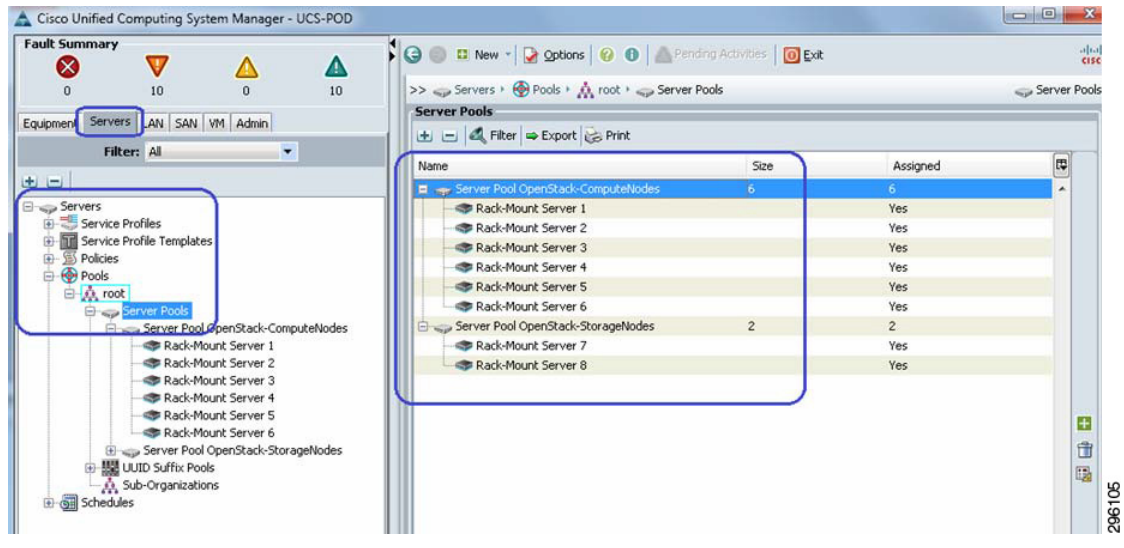 Cisco Unified Computing System Manager - UCS-POD
Fault Summary
0 10 0 10
Equipment Servers LAN SAN VM Admin
Filter: All
Servers
Service Profiles
Service Profile Templates
Policies
Pools
root
Server Pools
Server Pool OpenStack-ComputeNodes
Rack-Mount Server 1
Rack-Mount Server 2
Rack-Mount Server 3
Rack-Mount Server 4
Rack-Mount Server 5
Rack-Mount Server 6
Server Pool OpenStack-StorageNodes
UUID Suffix Pools
Sub-Organizations
Schedules
New Options Pending Activities Exit
CISC
>> Servers Pools root Server Pools Server Pools
Server Pools
Filter Export Print
Name Size Assigned
Server Pool OpenStack-ComputeNodes 6 6
Rack-Mount Server 1 Yes
Rack-Mount Server 2 Yes
Rack-Mount Server 3 Yes
Rack-Mount Server 4 Yes
Rack-Mount Server 5 Yes
Rack-Mount Server 6 Yes
Server Pool OpenStack-StorageNodes 2 2
Rack-Mount Server 7 Yes
Rack-Mount Server 8 Yes
296105